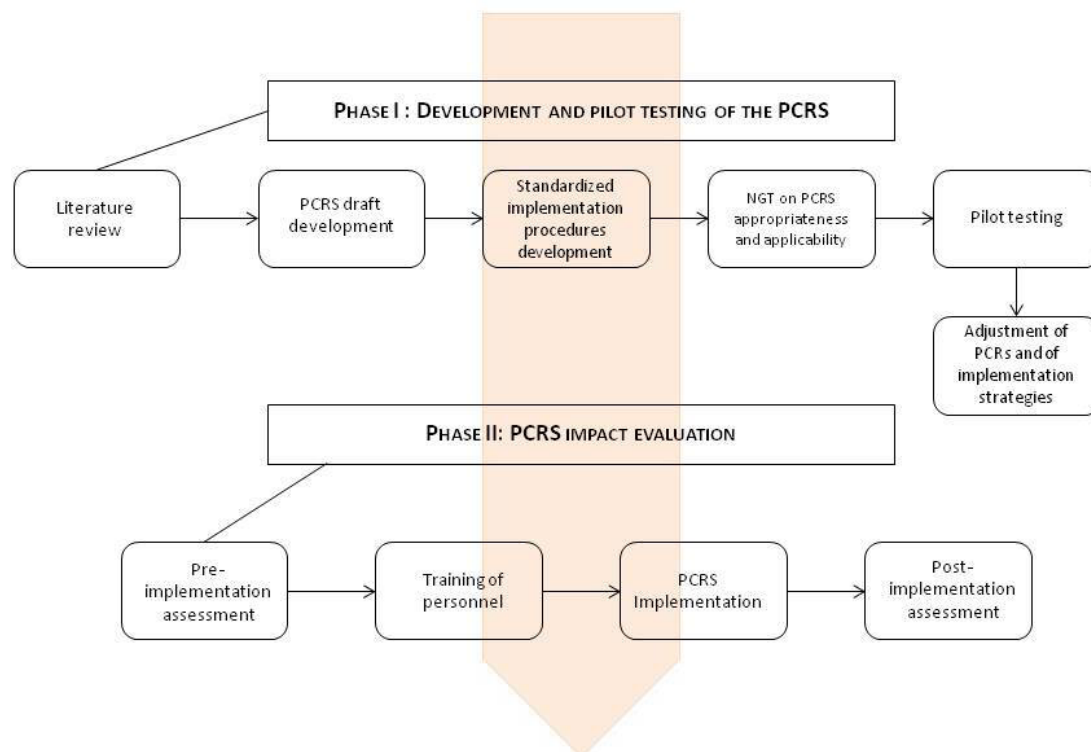 PHASE I : DEVELOPMENT AND PILOT TESTING OF THE PCRS
Literature
review
PCRS draft
development
Standardized
implementation
procedures
development
NGT on PCRS
appropriateness
and applicability
Pilot testing
Adjustment of
PCRs and of
implementation
strategies
PHASE II: PCRS IMPACT EVALUATION
Pre-
implementation
assessment
Training of
personnel
PCRS
Implementation
Post-
implementation
assessment